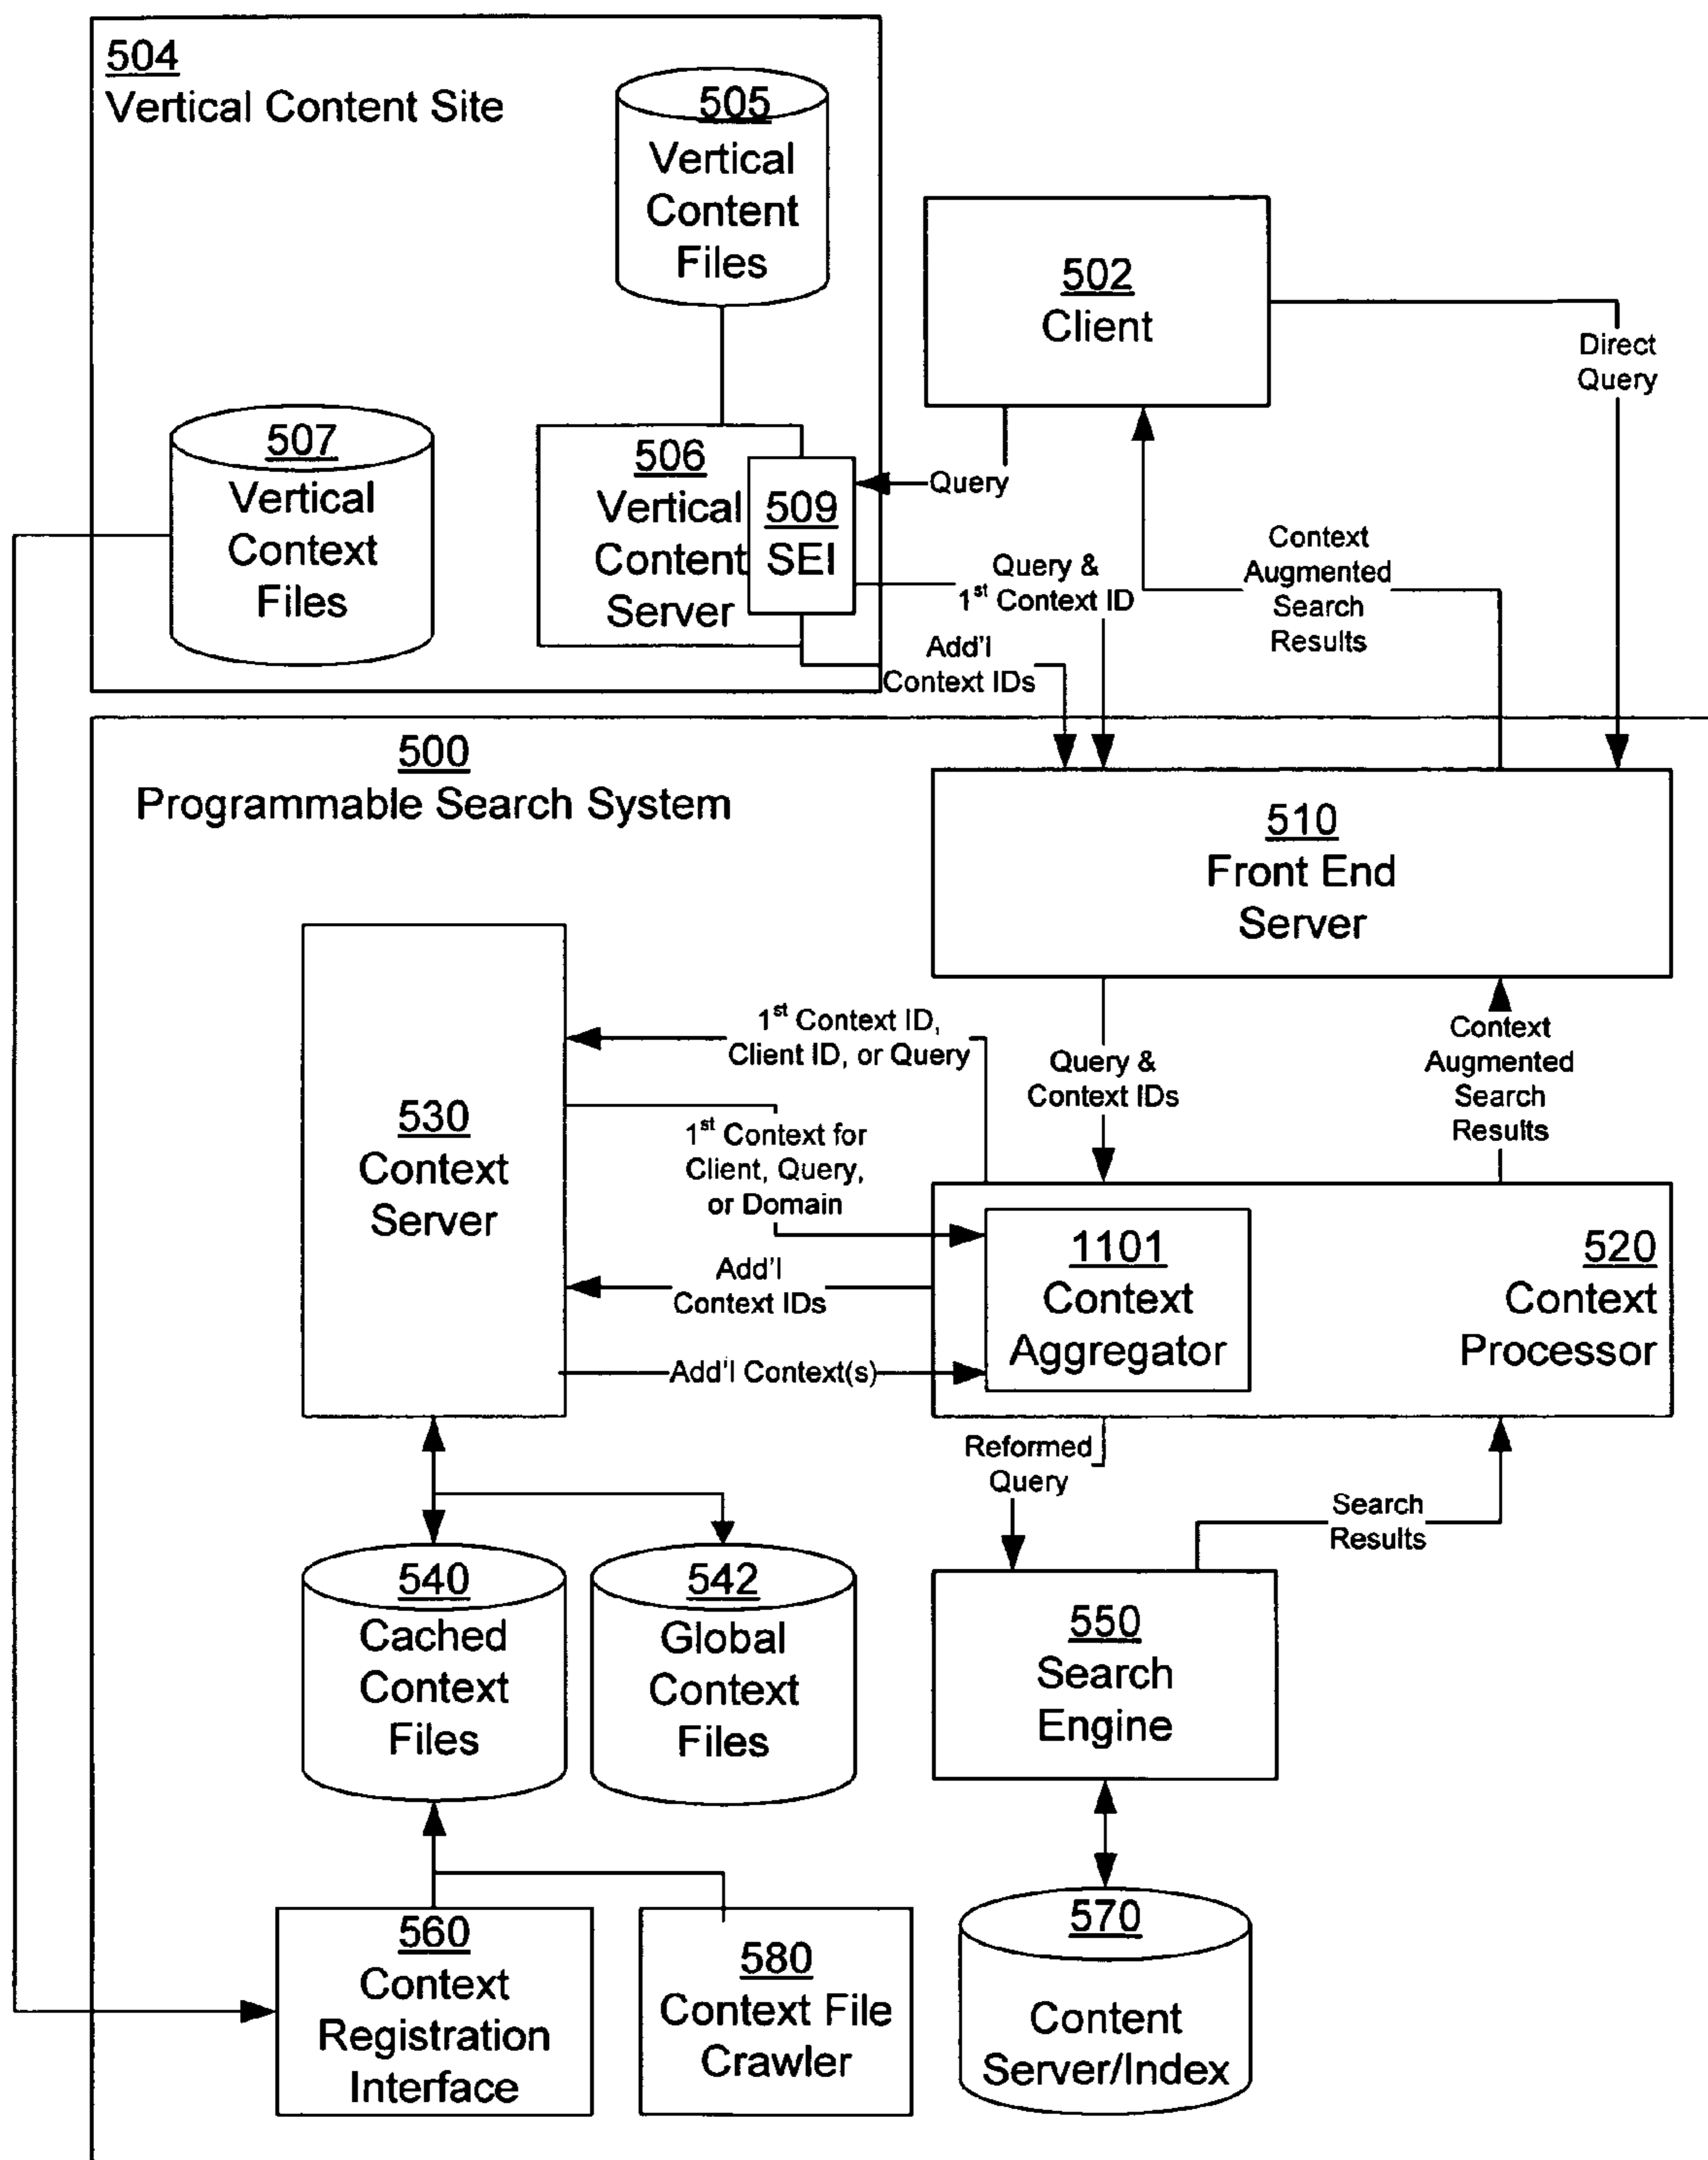 504
Vertical Content Site
505
Vertical
Content
Files
502
Client
Direct
Query
507
Vertical
Context
Files
506
Vertical
Content
Server
509
SEI
Query
Query &
1st Context ID
Add'l
Context IDs
Context
Augmented
Search
Results
500
Programmable Search System
510
Front End
Server
530
Context
Server
1st Context ID,
Client ID, or Query
1st Context for
Client, Query,
or Domain
Add'l
Context IDs
Add'l Context(s)
Query &
Context IDs
Context
Augmented
Search
Results
1101
Context
Aggregator
520
Context
Processor
Reformed
Query
Search
Results
540
Cached
Context
Files
542
Global
Context
Files
550
Search
Engine
560
Context
Registration
Interface
580
Context File
Crawler
570
Content
Server/Index